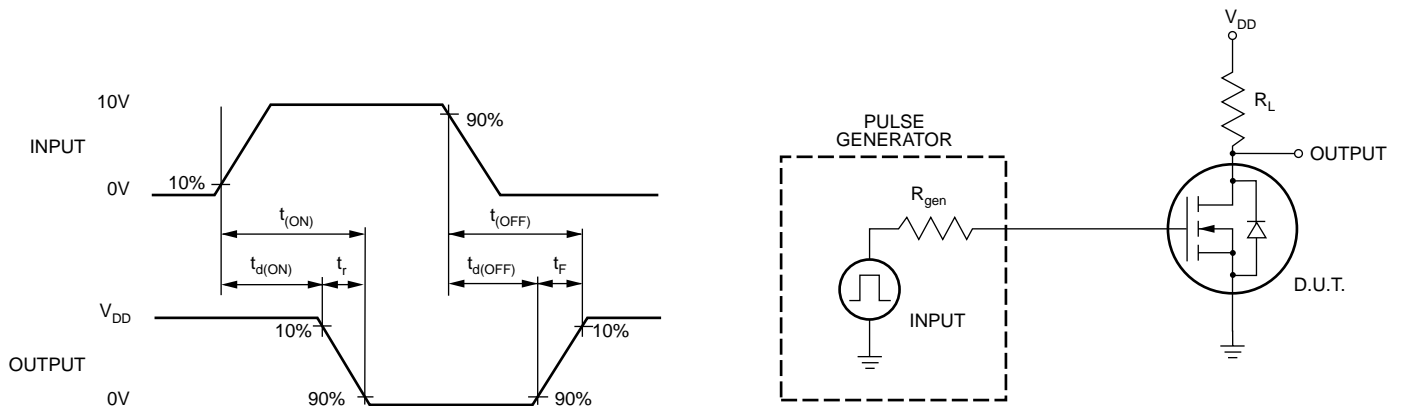 10V
INPUT
0V
10%
90%
t(ON)
t(OFF)
td(ON)
tr
td(OFF)
tF
VDD
OUTPUT
0V
10%
90%
10%
90%
VDD
RL
OUTPUT
PULSE
GENERATOR
Rgen
INPUT
D.U.T.